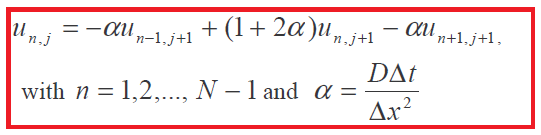 u_{n,j} = −αu_{n−1,j+1} + (1 + 2α)u_{n,j+1} − αu_{n+1,j+1},
with n = 1,2,..., N − 1 and α = \frac{DΔt}{Δx^2}